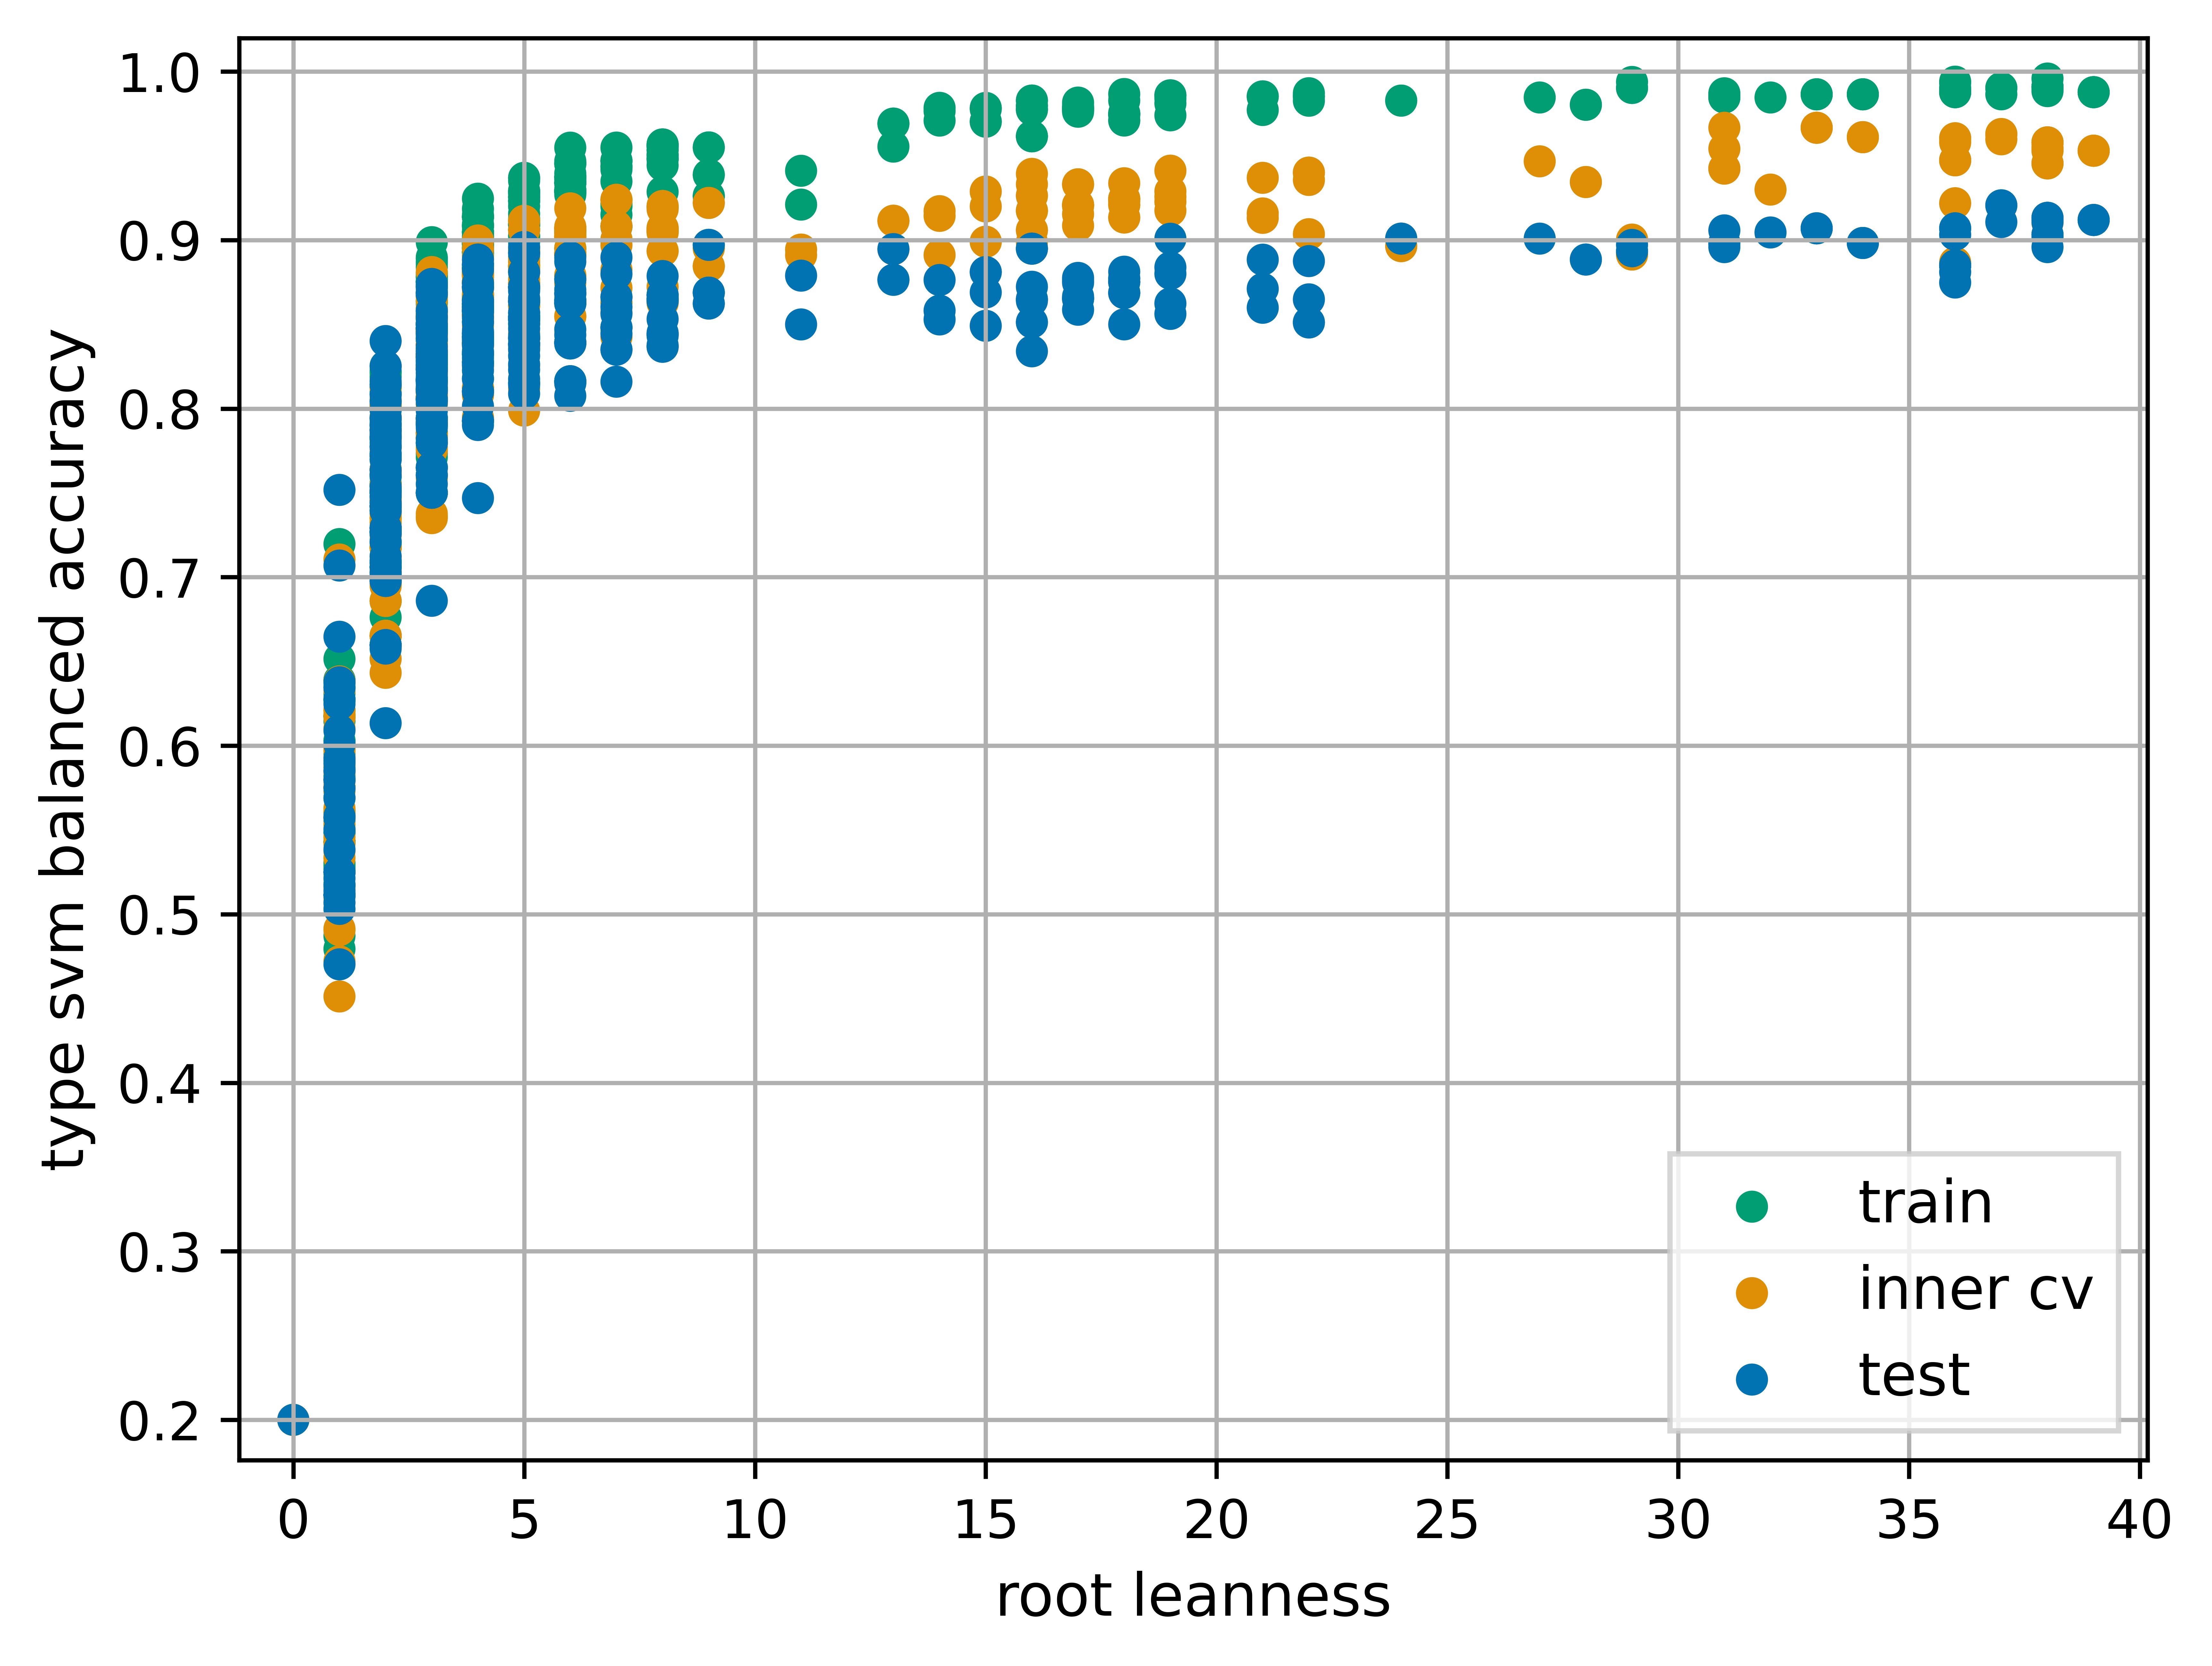 1.0
0.9
0.8
0.7
0.6
0.5
0.4
0.3
0.2
type svm balanced accuracy
train
inner cv
test
0 5 10 15 20 25 30 35 40
root leanness